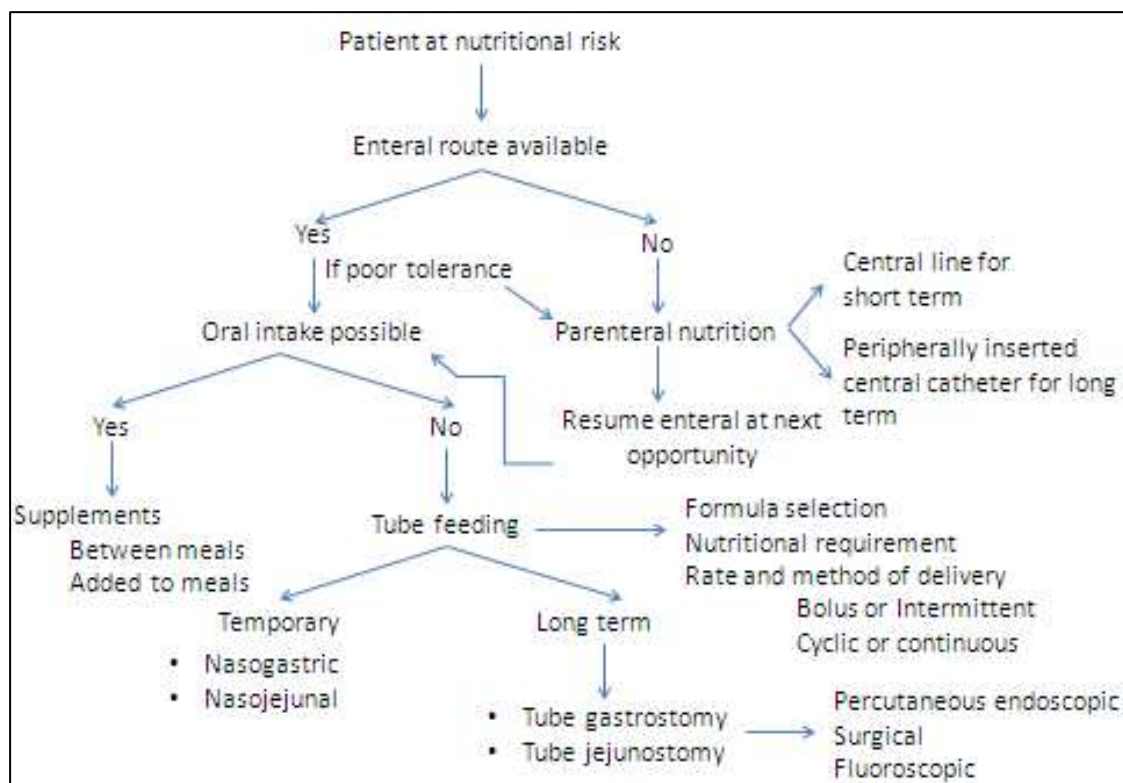 Patient at nutritional risk
Enteral route available
Yes
No
If poor tolerance
Central line for
short term
Oral intake possible
Parenteral nutrition
Peripherally inserted
central catheter for long
term
Yes
No
Resume enteral at next
opportunity
Supplements
Between meals
Added to meals
Tube feeding
Formula selection
Nutritional requirement
Rate and method of delivery
Bolus or Intermittent
Cyclic or continuous
Temporary
• Nasogastric
• Nasojejunal
Long term
• Tube gastrostomy
• Tube jejunostomy
Percutaneous endoscopic
Surgical
Fluoroscopic